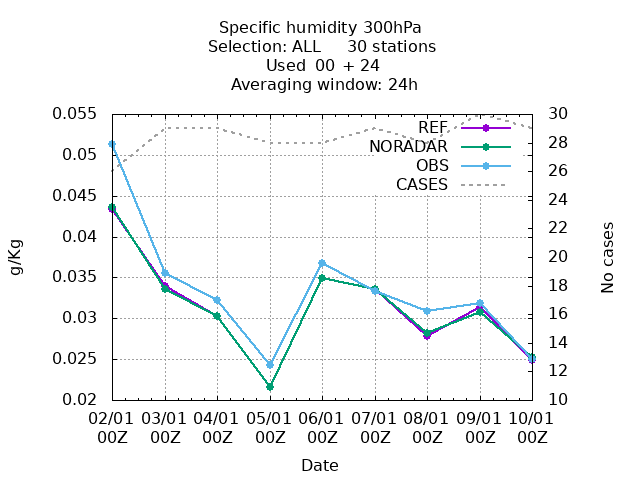 Specific humidity 300hPa
Selection: ALL     30 stations
Used  00  + 24
Averaging window: 24h
0.055
0.05
0.045
0.04
0.035
0.03
0.025
0.02
g/Kg
30
28
26
24
22
20
18
16
14
12
10
No cases
REF
NORADAR
OBS
CASES
02/01 03/01 04/01 05/01 06/01 07/01 08/01 09/01 10/01
00Z 00Z 00Z 00Z 00Z 00Z 00Z 00Z 00Z
Date